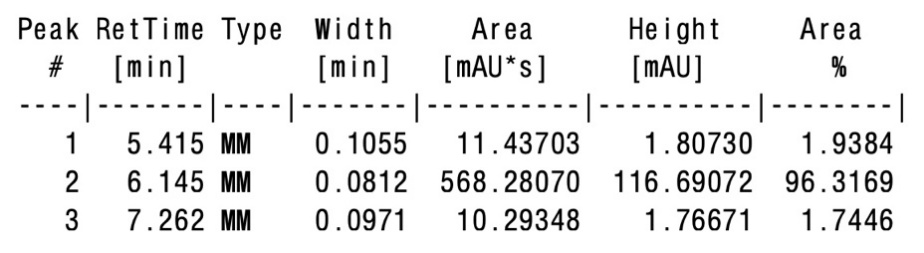 Peak RetTime Type  Width     Area      Height     Area
  #   [min]        [min]   [mAU*s]     [mAU]        %
----|-------|----|-------|----------|----------|--------|
   1   5.415 MM    0.1055   11.43703    1.80730   1.9384
   2   6.145 MM    0.0812  568.28070  116.69072  96.3169
   3   7.262 MM    0.0971   10.29348    1.76671   1.7446